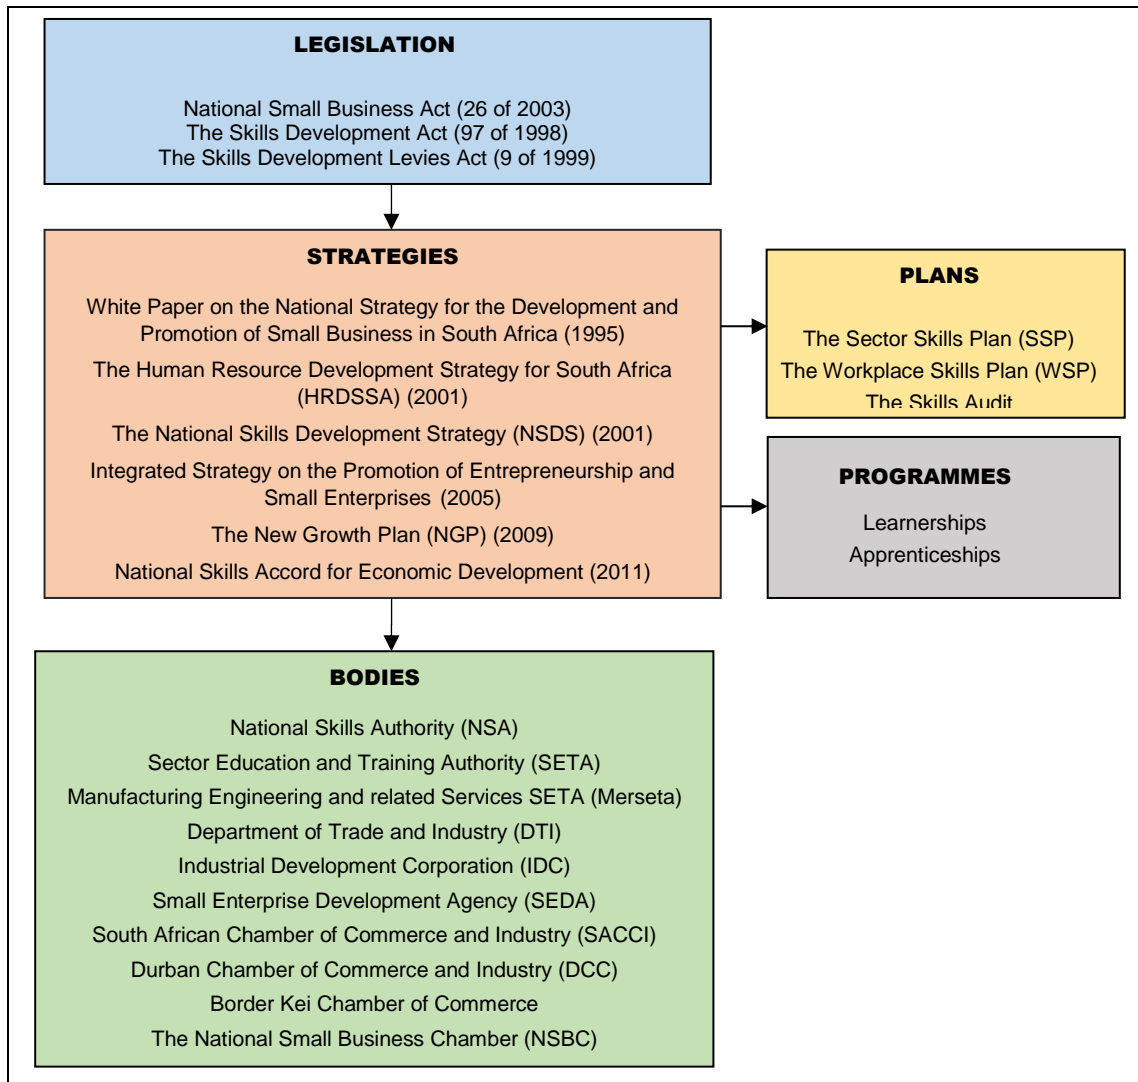 LEGISLATION
National Small Business Act (26 of 2003)
The Skills Development Act (97 of 1998)
The Skills Development Levies Act (9 of 1999)
STRATEGIES
White Paper on the National Strategy for the Development and
Promotion of Small Business in South Africa (1995)
The Human Resource Development Strategy for South Africa
(HRDSSA) (2001)
The National Skills Development Strategy (NSDS) (2001)
Integrated Strategy on the Promotion of Entrepreneurship and
Small Enterprises (2005)
The New Growth Plan (NGP) (2009)
National Skills Accord for Economic Development (2011)
PLANS
The Sector Skills Plan (SSP)
The Workplace Skills Plan (WSP)
The Skills Audit
PROGRAMMES
Learnerships
Apprenticeships
BODIES
National Skills Authority (NSA)
Sector Education and Training Authority (SETA)
Manufacturing Engineering and related Services SETA (Merseta)
Department of Trade and Industry (DTI)
Industrial Development Corporation (IDC)
Small Enterprise Development Agency (SEDA)
South African Chamber of Commerce and Industry (SACCI)
Durban Chamber of Commerce and Industry (DCC)
Border Kei Chamber of Commerce
The National Small Business Chamber (NSBC)